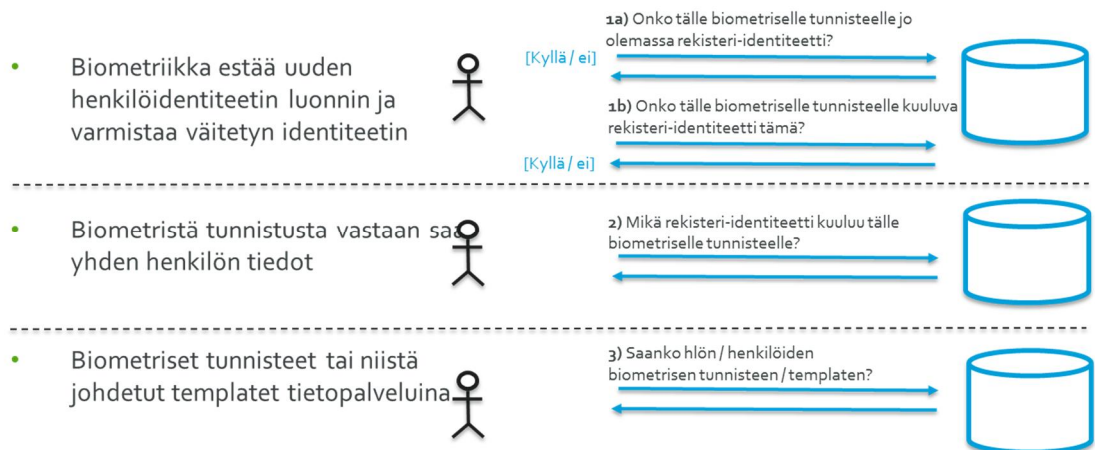 • Biometriikka estää uuden
henkilöidentiteetin luonnin ja
varmistaa väitetyn identiteetin
1a) Onko tälle biometriselle tunnisteelle jo
olemassa rekisteri-identiteetti?
[Kyllä / ei]
1b) Onko tälle biometriselle tunnisteelle kuuluva
rekisteri-identiteetti tämä?
[Kyllä / ei]
• Biometristä tunnistusta vastaan saa
yhden henkilön tiedot
2) Mikä rekisteri-identiteetti kuuluu tälle
biometriselle tunnisteelle?
• Biometriset tunnisteet tai niistä
johdetut templatet tietopalveluina
3) Saanko hlön / henkilöiden
biometrisen tunnisteen / templaten?